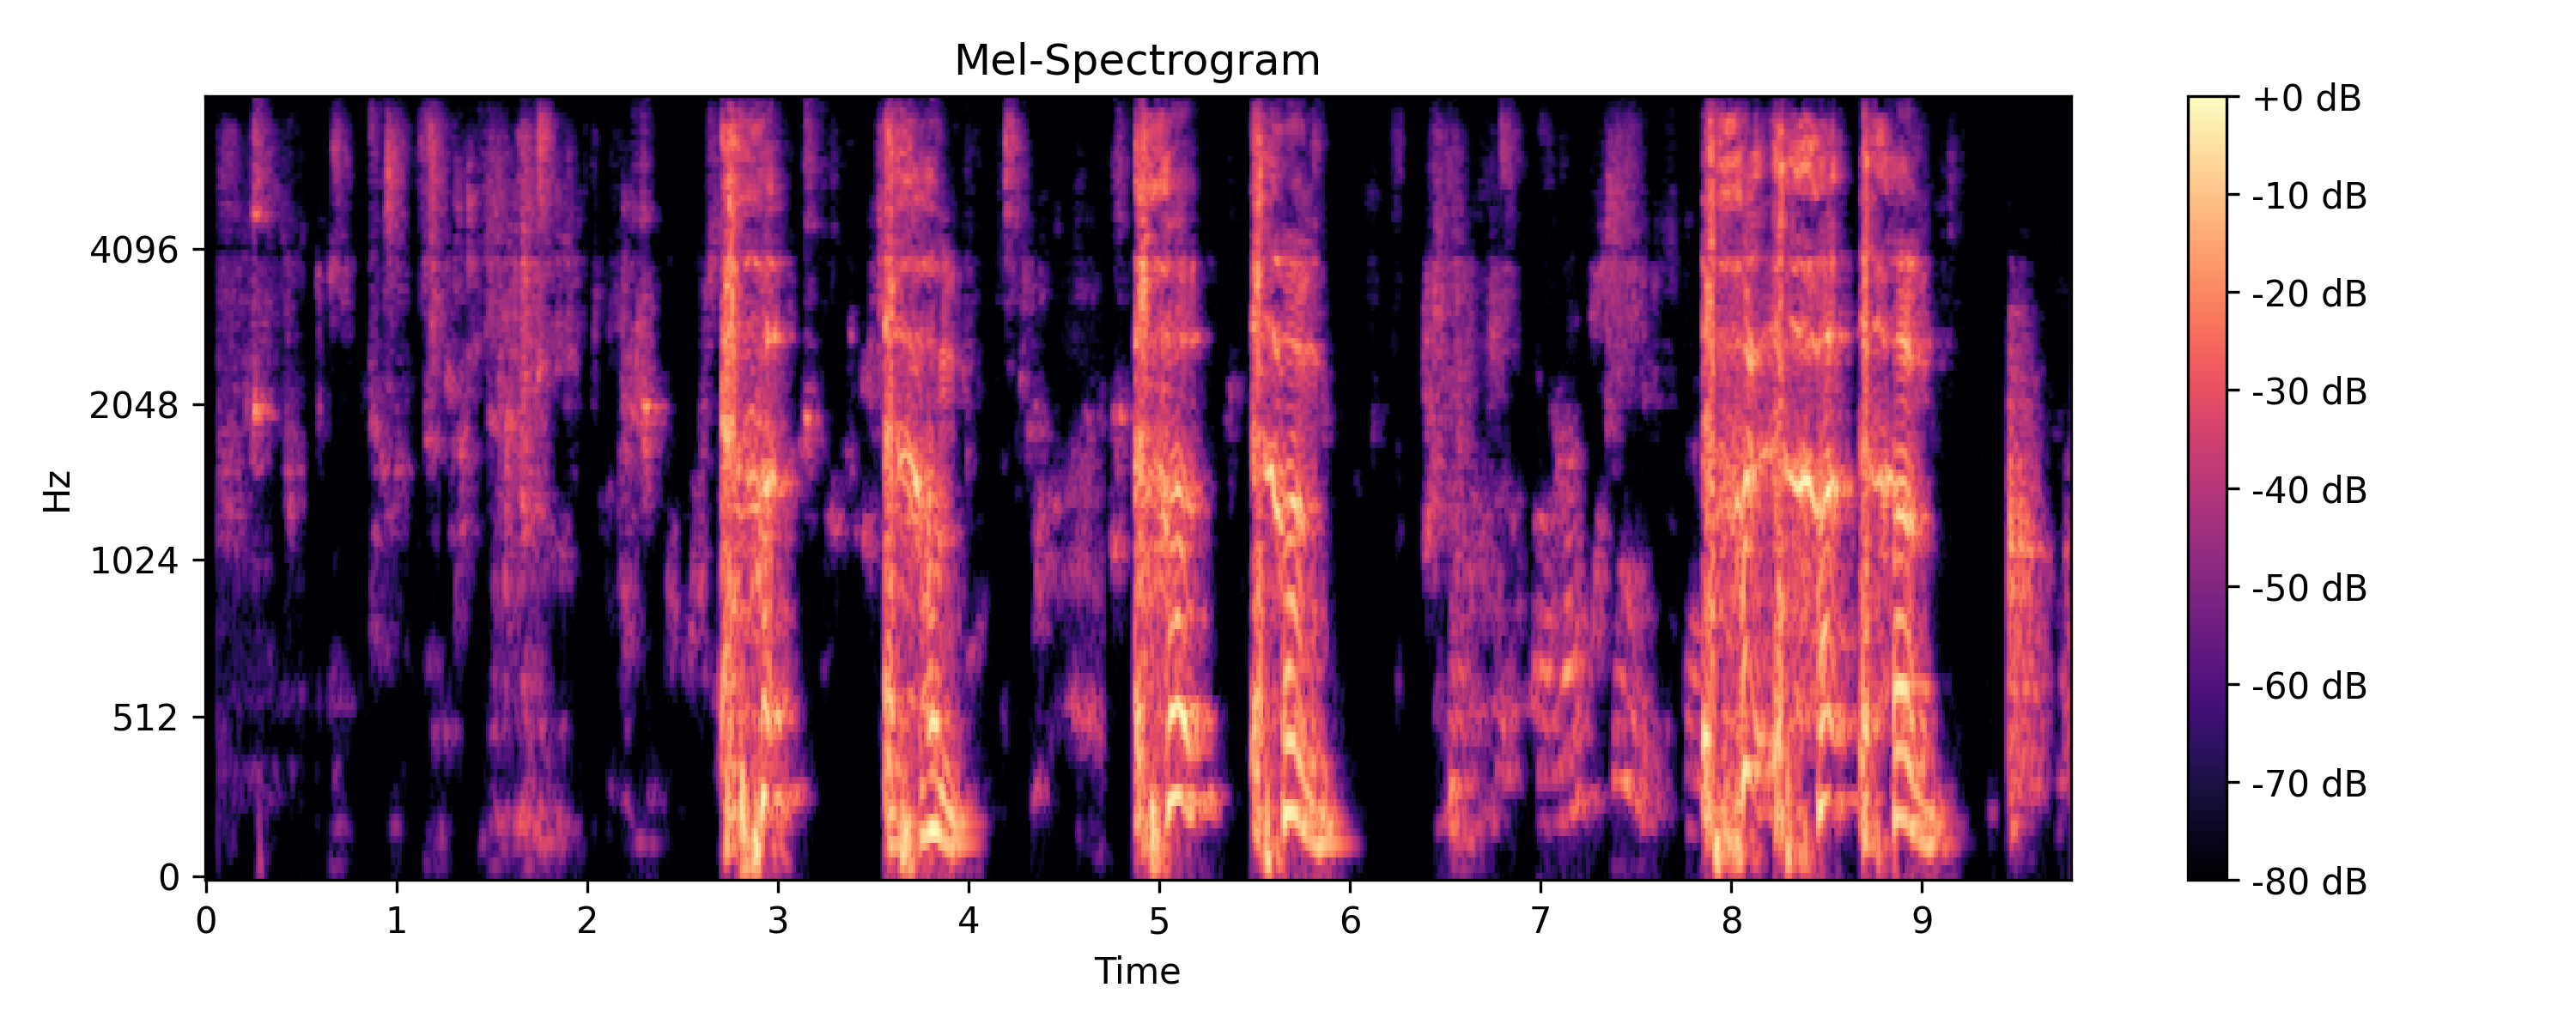 Mel-Spectrogram
+0 dB
-10 dB
4096
-20 dB
-30 dB
2048
Hz
-40 dB
1024
-50 dB
-60 dB
512
-70 dB
0
-80 dB
0 1 2 3 4 5 6 7 8 9
Time